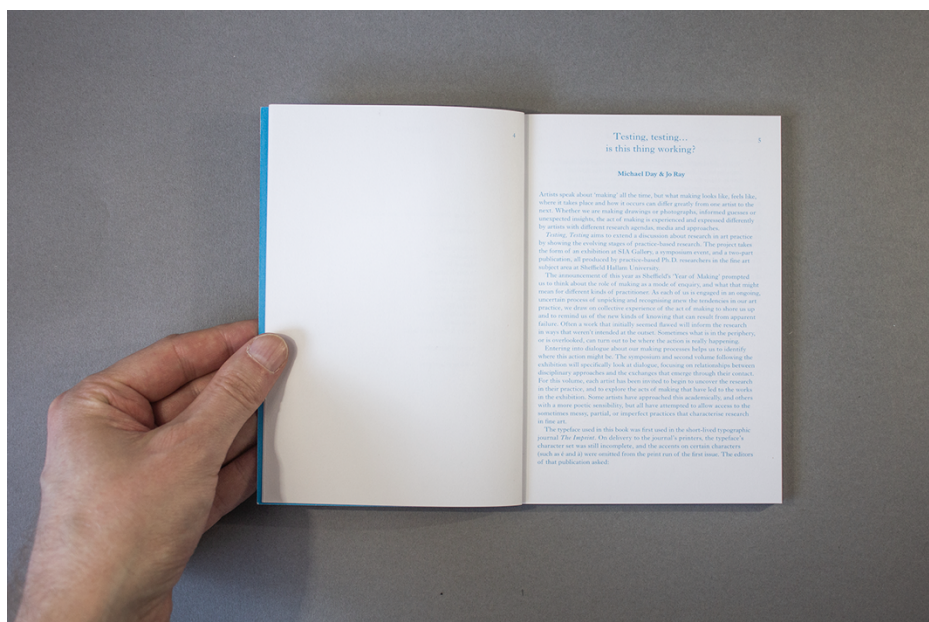 4
Testing, testing…
is this thing working?
5
Michael Day & Jo Ray
Artists speak about 'making' all the time, but what making looks like, feels like,
where it takes place and how it occurs can differ greatly from one artist to the
next. Whether we are making drawings or photographs, informed guesses or
unexpected insights, the act of making is experienced and expressed differently
by artists with different research agendas, media and approaches.
Testing, Testing aims to extend a discussion about research in art practice
by showing the evolving stages of practice-based research. The project takes
the form of an exhibition at SIA Gallery, a symposium event, and a two-part
publication, all produced by practice-based Ph.D. researchers in the fine art
subject area at Sheffield Hallam University.
The announcement of this year as Sheffield's 'Year of Making' prompted
us to think about the role of making as a mode of enquiry, and what that might
mean for different kinds of practitioner. As each of us is engaged in an ongoing,
uncertain process of unpicking and recognising anew the tendencies in our art
practice, we draw on collective experience of the act of making to show us up
and to remind us of the new kinds of knowing that can result from apparent
failure. Often a work that initially seemed flawed will inform the research
in ways that weren't intended at the outset. Sometimes what is in the periphery,
or is overlooked, can turn out to be where the action is really happening.
Entering into dialogue about our making processes helps us to identify
where this action might be. The symposium and second volume following the
exhibition will specifically look at dialogue, focusing on relationships between
disciplinary approaches and the exchanges that emerge through their contact.
For this volume, each artist has been invited to begin to uncover the research
in their practice, and to explore the acts of making that have led to the works
in the exhibition. Some artists have approached this academically, and others
with a more poetic sensibility, but all have attempted to allow access to the
sometimes messy, partial, or imperfect practices that characterise research
in fine art.
The typeface used in this book was first used in the short-lived typographic
journal The Imprint. On delivery to the journal's printers, the typeface's
character set was still incomplete, and the accents on certain characters
(such as é and à) were omitted from the print run of the first issue. The editors
of that publication asked: